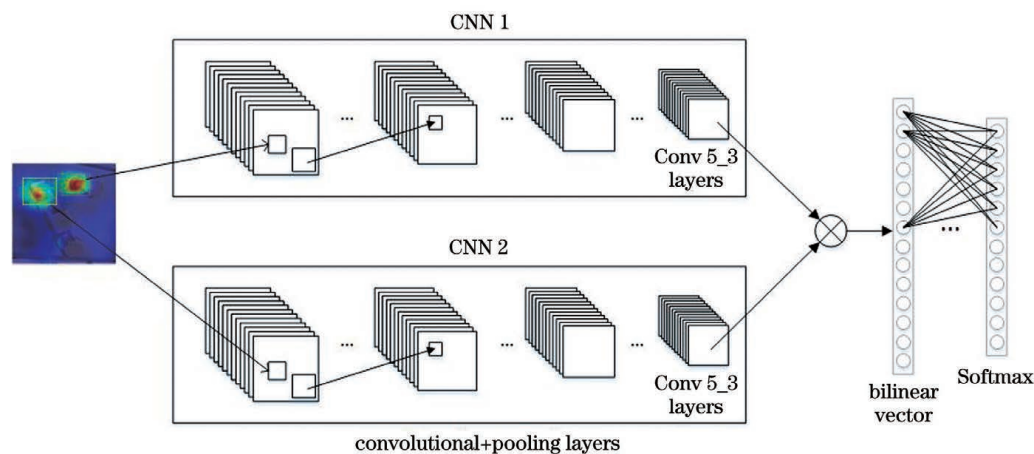 CNN 1
... ... ...
Conv 5_3
layers
CNN 2
... ... ...
Conv 5_3
layers
convolutional+pooling layers
...
bilinear
vector
Softmax